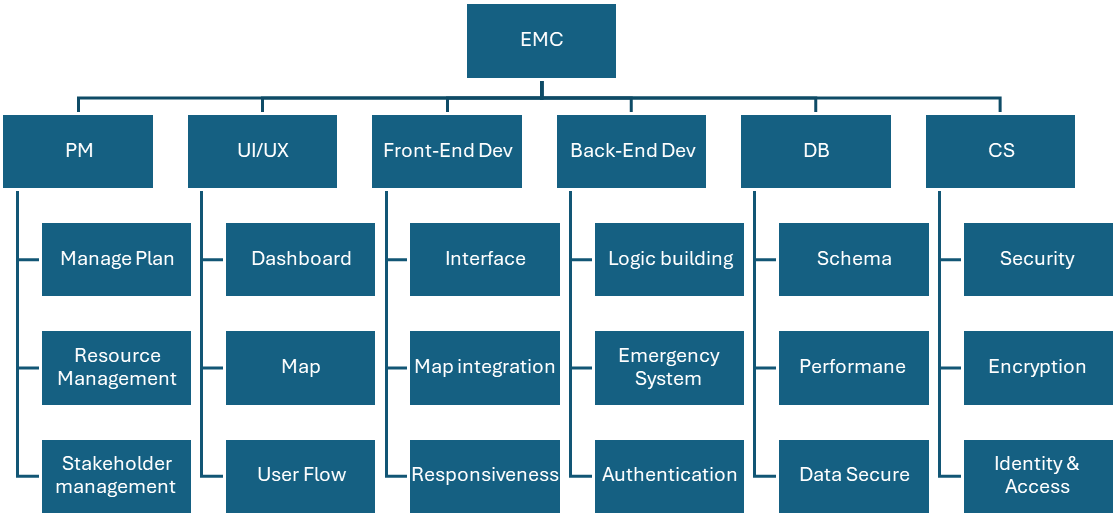 EMC
PM
UI/UX
Front-End Dev
Back-End Dev
DB
CS
Manage Plan
Dashboard
Interface
Logic building
Schema
Security
Resource
Management
Map
Map integration
Emergency
System
Performane
Encryption
Stakeholder
management
User Flow
Responsiveness
Authentication
Data Secure
Identity &
Access